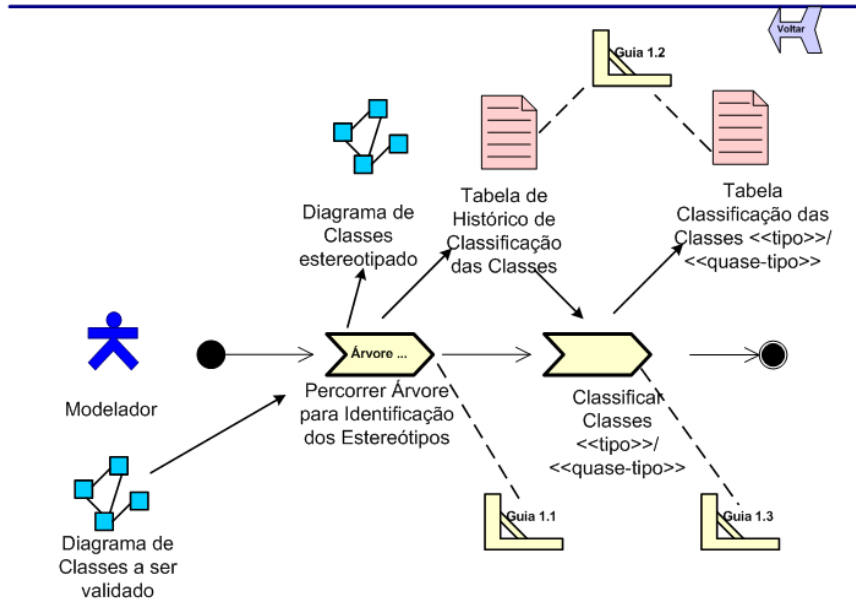 Voltar
Guia 1.2
Diagrama de
Classes
estereotipado
Tabela de
Histórico de
Classificação
das Classes
Tabela
Classificação das
Classes <<tipo>>/
<<quase-tipo>>
Modelador
Árvore ...
Percorrer Árvore
para Identificação
dos Estereótipos
Classificar
Classes
<<tipo>>/
<<quase-tipo>>
Diagrama de
Classes a ser
validado
Guia 1.1
Guia 1.3